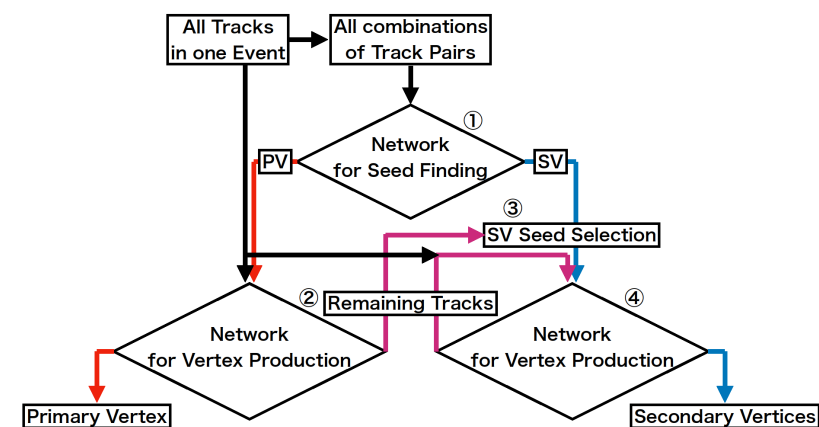 All Tracks
in one Event
All combinations
of Track Pairs
①
Network
for Seed Finding
PV
SV
③
SV Seed Selection
②
Remaining Tracks
④
Network
for Vertex Production
Network
for Vertex Production
Primary Vertex
Secondary Vertices